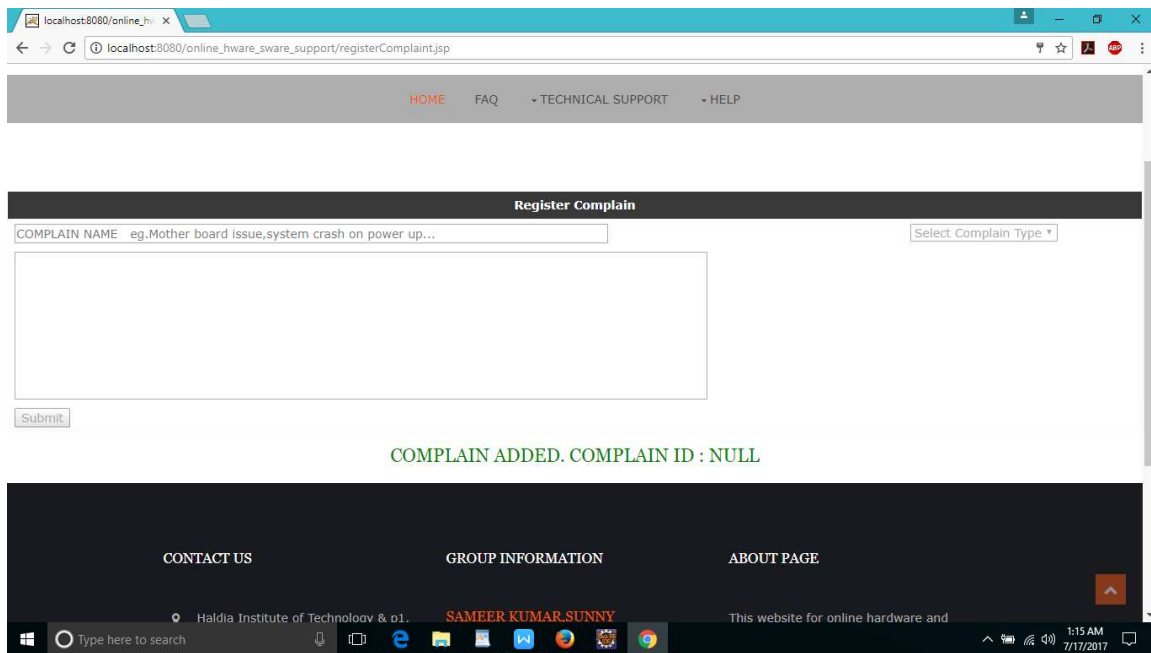 localhost:8080/online_hw
localhost:8080/online_hware_sware_support/registerComplaint.jsp
ABP
HOME FAQ TECHNICAL SUPPORT HELP
Register Complain
COMPLAIN NAME eg.Mother board issue,system crash on power up...
Select Complain Type
Submit
COMPLAIN ADDED. COMPLAIN ID : NULL
CONTACT US GROUP INFORMATION ABOUT PAGE
Haldia Institute of Technology & p1, SAMEER KUMAR,SUNNY This website for online hardware and
Type here to search
1:15 AM
7/17/2017